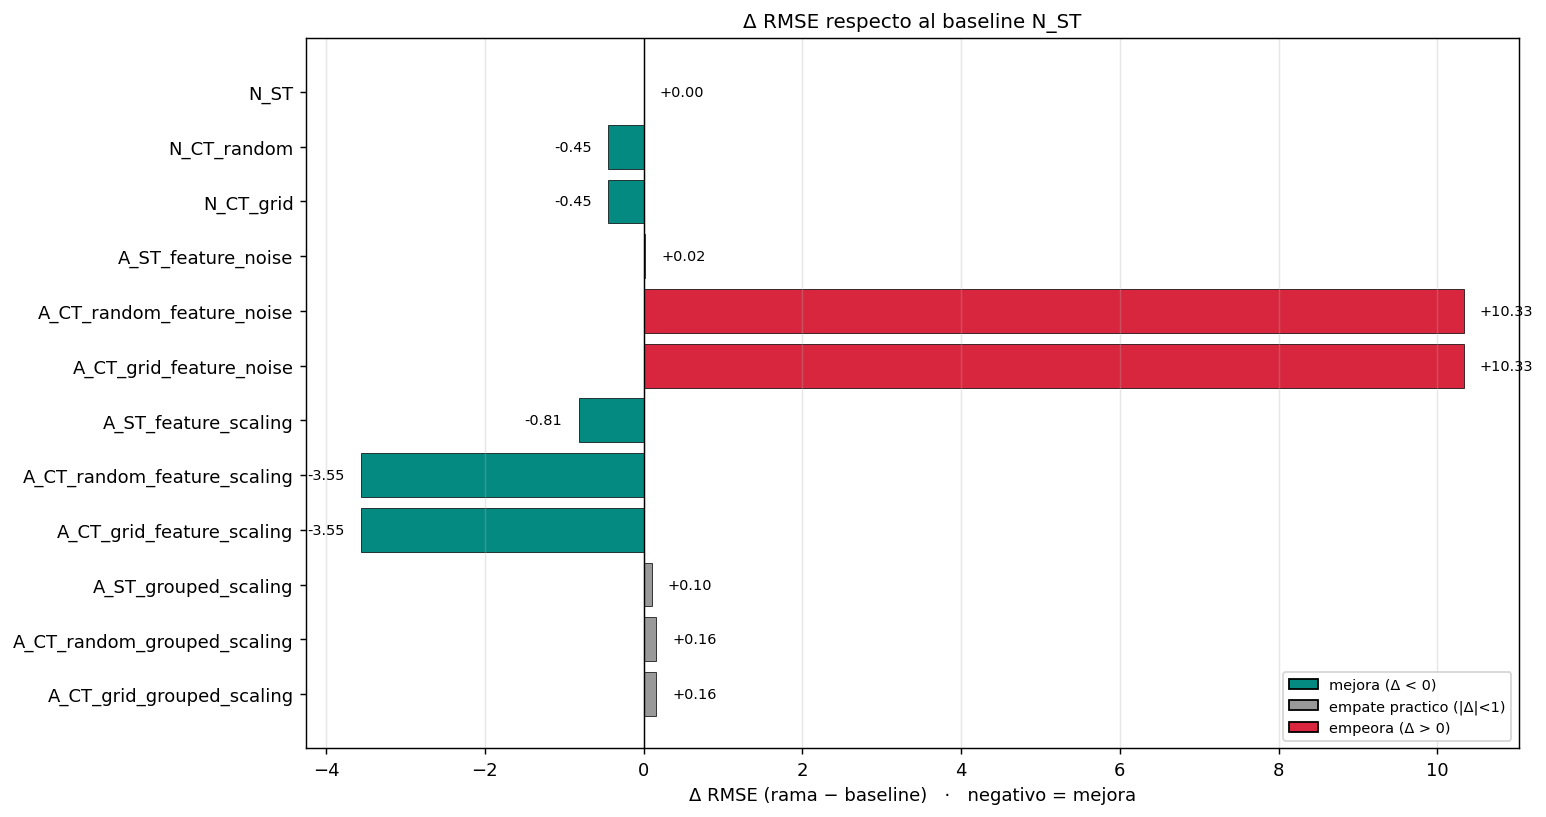 Δ RMSE respecto al baseline N_ST
N_ST
+0.00
N_CT_random
-0.45
N_CT_grid
-0.45
A_ST_feature_noise
+0.02
A_CT_random_feature_noise
+10.33
A_CT_grid_feature_noise
+10.33
A_ST_feature_scaling
-0.81
A_CT_random_feature_scaling
-3.55
A_CT_grid_feature_scaling
-3.55
A_ST_grouped_scaling
+0.10
A_CT_random_grouped_scaling
+0.16
A_CT_grid_grouped_scaling
+0.16
mejora (Δ < 0)
empate practico (|Δ|<1)
empeora (Δ > 0)
−4
−2
0
2
4
6
8
10
Δ RMSE (rama − baseline) · negativo = mejora